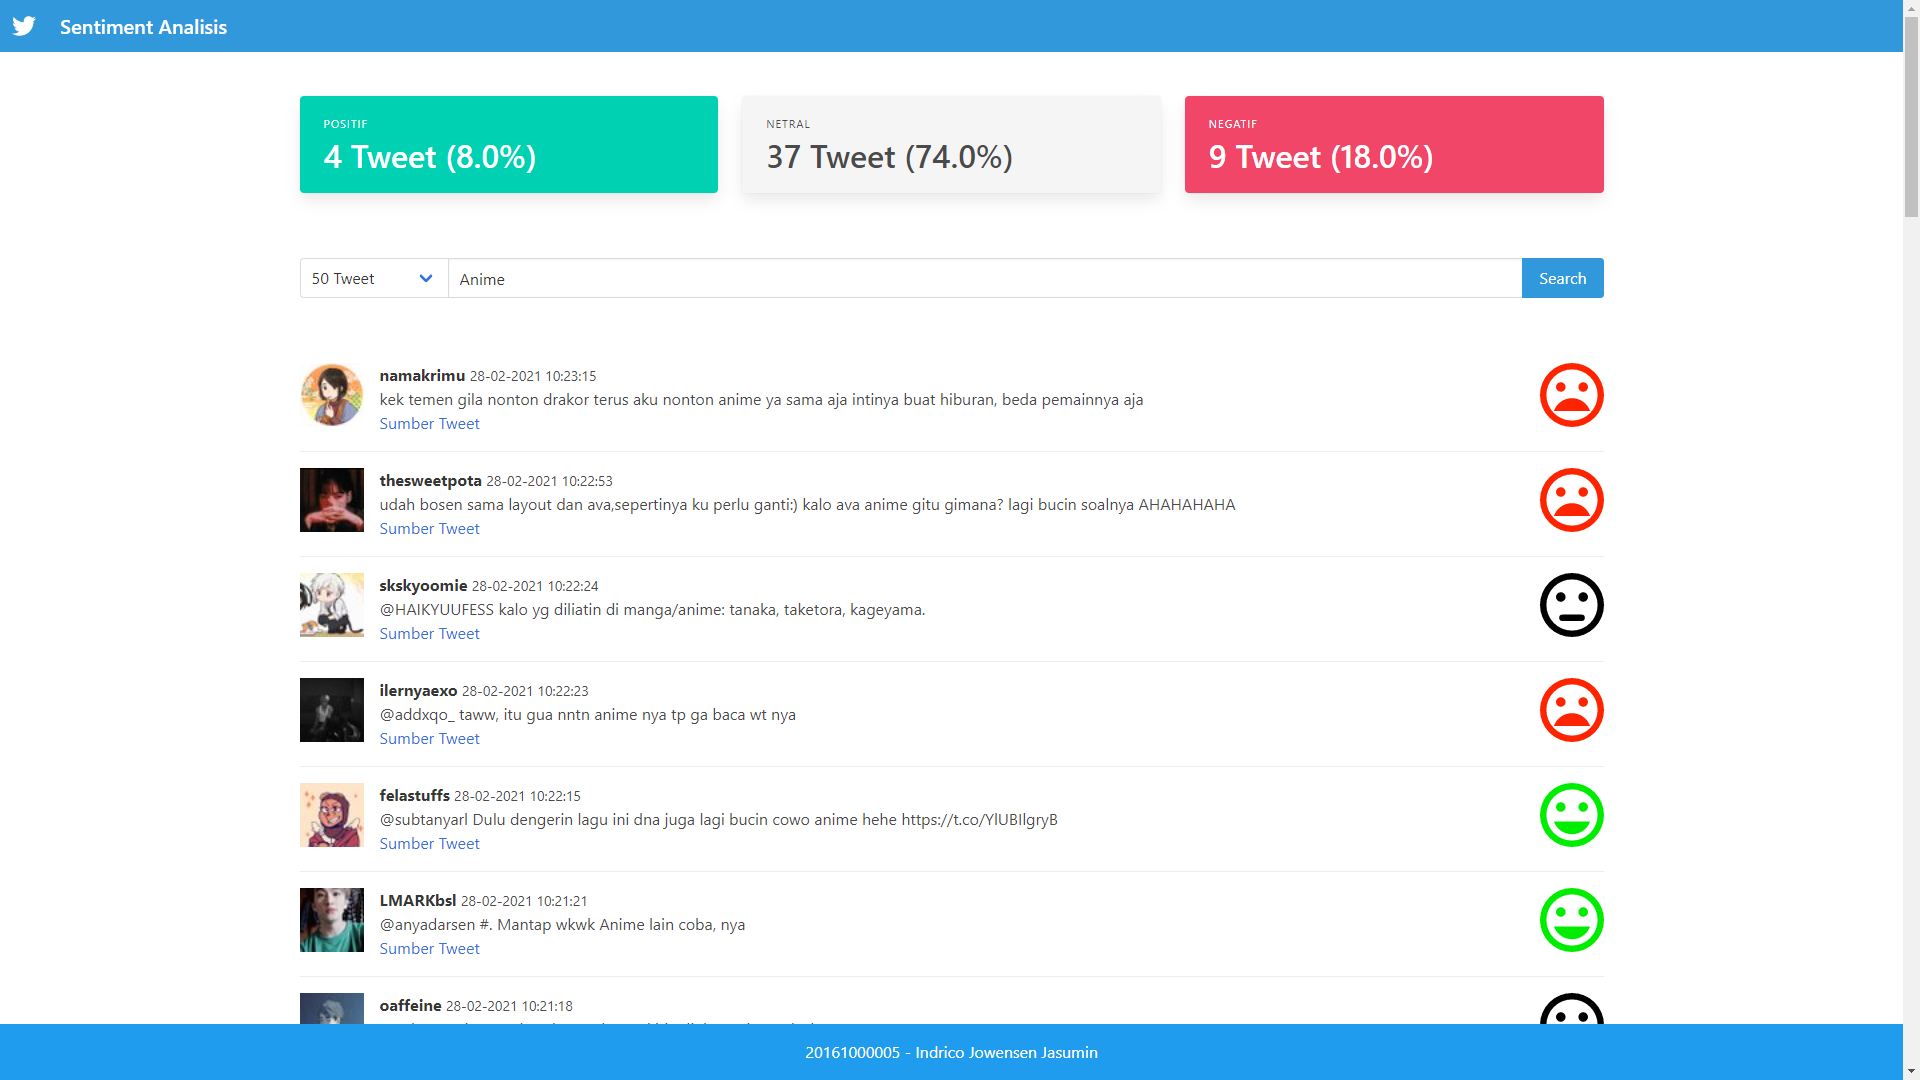 Sentiment Analisis
POSITIF
4 Tweet (8.0%)
NETRAL
37 Tweet (74.0%)
NEGATIF
9 Tweet (18.0%)
50 Tweet
Anime
Search
namakrimu 28-02-2021 10:23:15
kek temen gila nonton drakor terus aku nonton anime ya sama aja intinya buat hiburan, beda pemainnya aja
Sumber Tweet
thesweetpota 28-02-2021 10:22:53
udah bosen sama layout dan ava,sepertinya ku perlu ganti:) kalo ava anime gitu gimana? lagi bucin soalnya AHAHAHAHA
Sumber Tweet
skskyoomie 28-02-2021 10:22:24
@HAIKYUUFESS kalo yg diliatin di manga/anime: tanaka, taketora, kageyama.
Sumber Tweet
ilernyaexo 28-02-2021 10:22:23
@addxqo_ taww, itu gua nntn anime nya tp ga baca wt nya
Sumber Tweet
felastuffs 28-02-2021 10:22:15
@subtanyarl Dulu dengerin lagu ini dna juga lagi bucin cowo anime hehe https://t.co/YlUBIlgryB
Sumber Tweet
LMARKbsl 28-02-2021 10:21:21
@anyadarsen #. Mantap wkwk Anime lain coba, nya
Sumber Tweet
oaffeine 28-02-2021 10:21:18
20161000005 - Indrico Jowensen Jasumin